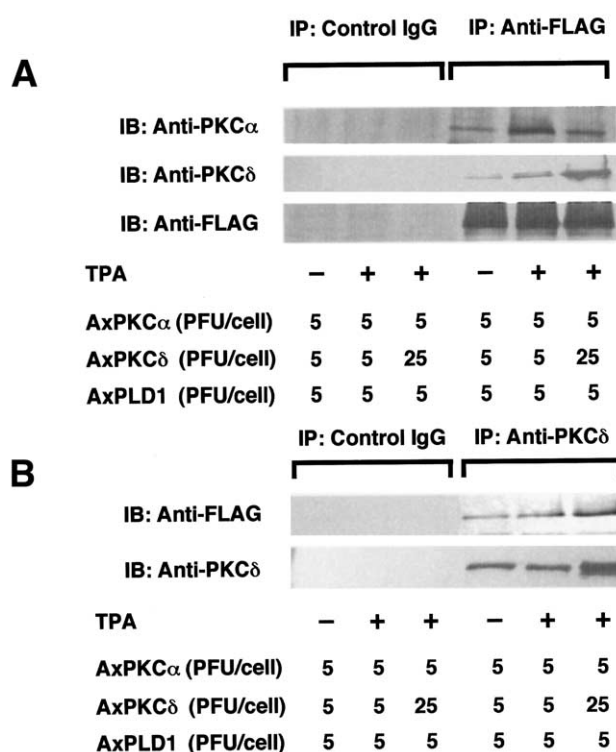 IP: Control IgG IP: Anti-FLAG
A
IB: Anti-PKCα
IB: Anti-PKCδ
IB: Anti-FLAG
TPA − + + − + +
AxPKCα (PFU/cell) 5 5 5 5 5 5
AxPKCδ (PFU/cell) 5 5 25 5 5 25
AxPLD1 (PFU/cell) 5 5 5 5 5 5
IP: Control IgG IP: Anti-PKCδ
B
IB: Anti-FLAG
IB: Anti-PKCδ
TPA − + + − + +
AxPKCα (PFU/cell) 5 5 5 5 5 5
AxPKCδ (PFU/cell) 5 5 25 5 5 25
AxPLD1 (PFU/cell) 5 5 5 5 5 5